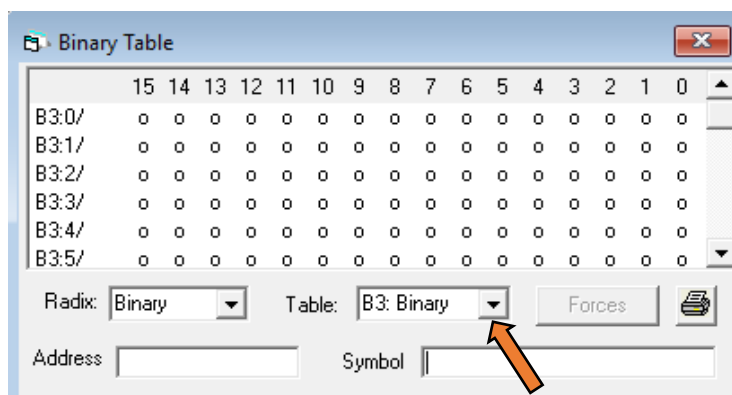 Binary Table
15 14 13 12 11 10 9 8 7 6 5 4 3 2 1 0
B3:0/ o o o o o o o o o o o o o o o o
B3:1/ o o o o o o o o o o o o o o o o
B3:2/ o o o o o o o o o o o o o o o o
B3:3/ o o o o o o o o o o o o o o o o
B3:4/ o o o o o o o o o o o o o o o o
B3:5/ o o o o o o o o o o o o o o o o
Radix: Binary Table: B3: Binary Forces
Address Symbol